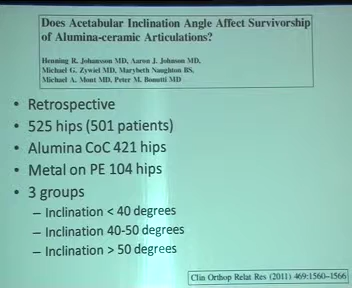 Does Acetabular Inclination Angle Affect Survivorship
of Alumina-ceramic Articulations?
Henning R. Johansson MD, Aaron J. Johnson MD,
Michael G. Zywiel MD, Marybeth Naughton BS,
Michael A. Mont MD, Peter M. Bonutti MD
• Retrospective
• 525 hips (501 patients)
• Alumina CoC 421 hips
• Metal on PE 104 hips
• 3 groups
– Inclination < 40 degrees
– Inclination 40-50 degrees
– Inclination > 50 degrees
Clin Orthop Relat Res (2011) 469:1560–1566